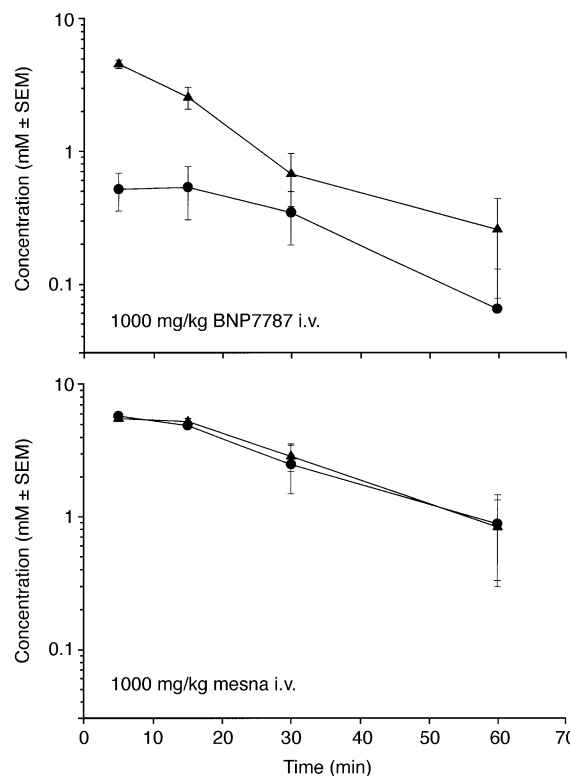 10
1
0.1
Concentration (mM ± SEM)
1000 mg/kg BNP7787 i.v.
10
1
0.1
Concentration (mM ± SEM)
1000 mg/kg mesna i.v.
0 10 20 30 40 50 60 70
Time (min)